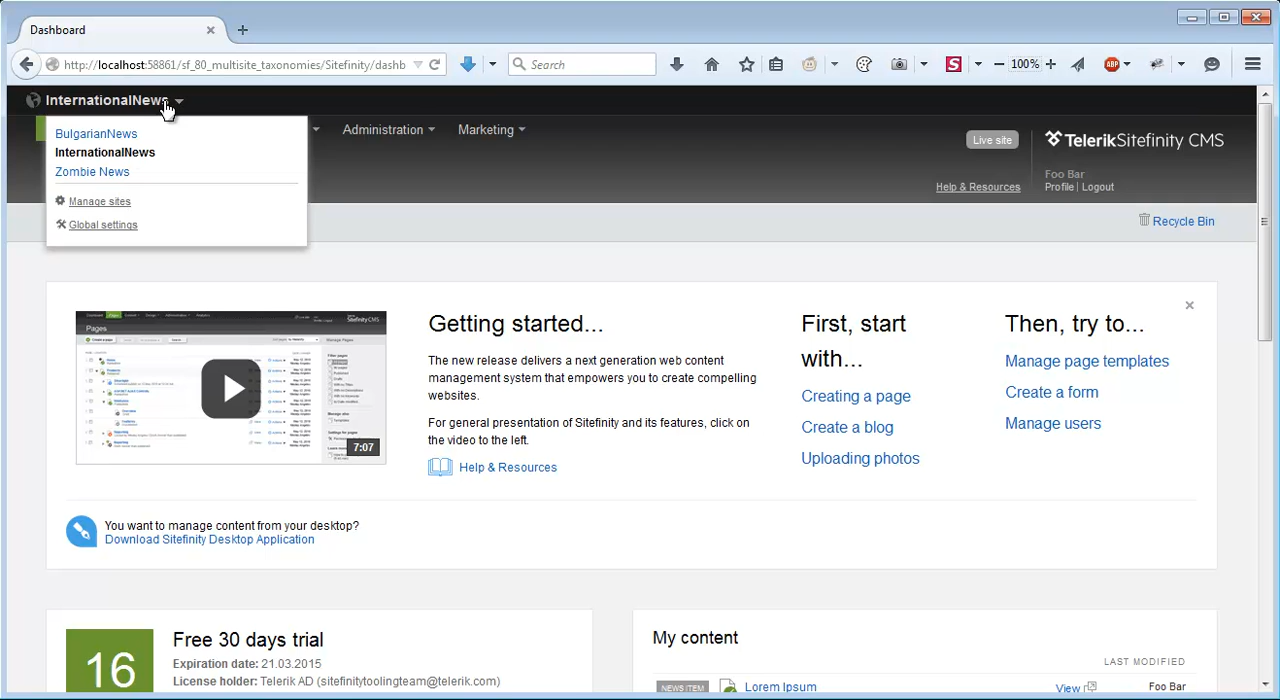 Dashboard
http://localhost:58861/sf_80_multisite_taxonomies/Sitefinity/dashb
Search
S
100%
ABP
InternationalNews
BulgarianNews
InternationalNews
Zombie News
Manage sites
Global settings
Administration
Marketing
Live site
Telerik Sitefinity CMS
Foo Bar
Help & Resources
Profile | Logout
Recycle Bin
Pages
7:07
Getting started...
The new release delivers a next generation web content
management system that empowers you to create compelling
websites.
For general presentation of Sitefinity and its features, click on
the video to the left.
Help & Resources
First, start
with...
Creating a page
Create a blog
Uploading photos
Then, try to...
Manage page templates
Create a form
Manage users
You want to manage content from your desktop?
Download Sitefinity Desktop Application
16
Free 30 days trial
Expiration date: 21.03.2015
License holder: Telerik AD (sitefinitytoolingteam@telerik.com)
My content
LAST MODIFIED
NEWS ITEM
Lorem Ipsum
View
Foo Bar